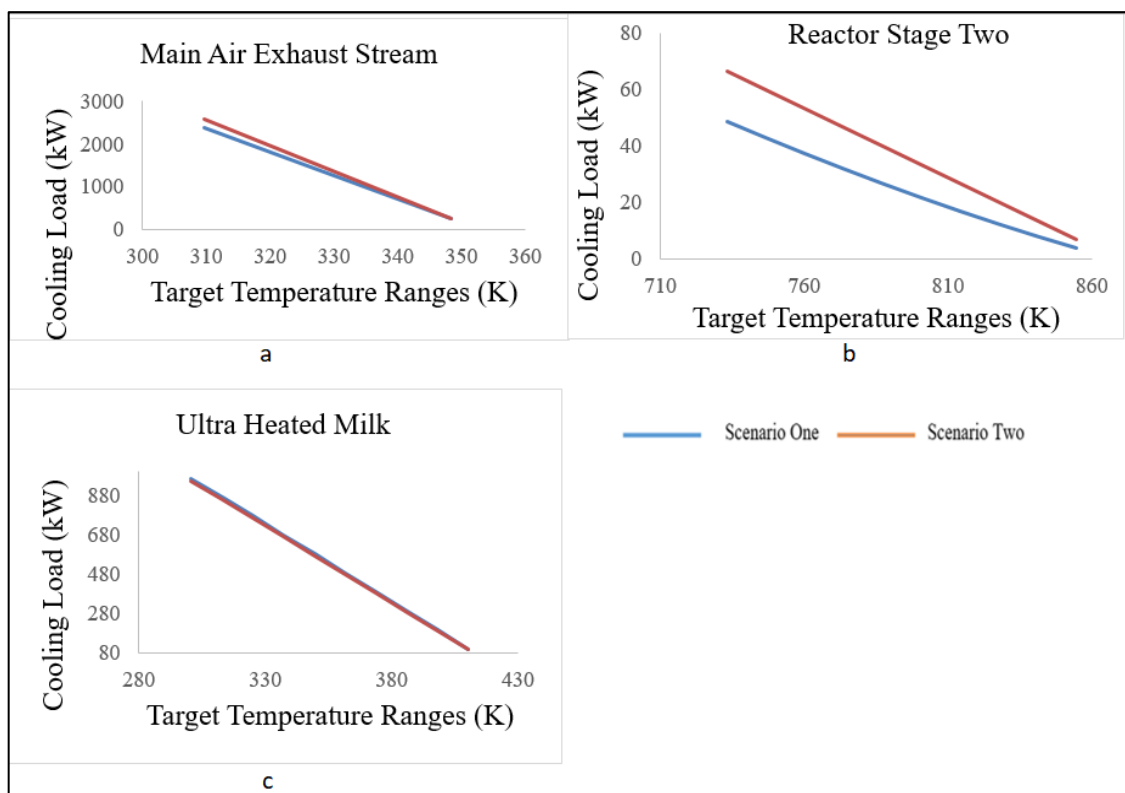 Main Air Exhaust Stream
Cooling Load (kW)
3000
2000
1000
0
300 310 320 330 340 350 360
Target Temperature Ranges (K)
a
Reactor Stage Two
Cooling Load (kW)
80
60
40
20
0
710 760 810 860
Target Temperature Ranges (K)
b
Ultra Heated Milk
Cooling Load (kW)
880
680
480
280
80
280 330 380 430
Target Temperature Ranges (K)
c
Scenario One Scenario Two